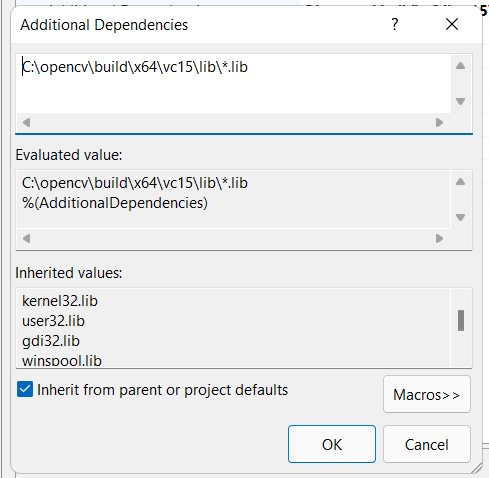 Additional Dependencies
?
C:\opencv\build\x64\vc15\lib\*.lib
Evaluated value:
C:\opencv\build\x64\vc15\lib\*.lib
%(AdditionalDependencies)
Inherited values:
kernel32.lib
user32.lib
gdi32.lib
winspool.lib
Inherit from parent or project defaults
Macros>>
OK
Cancel